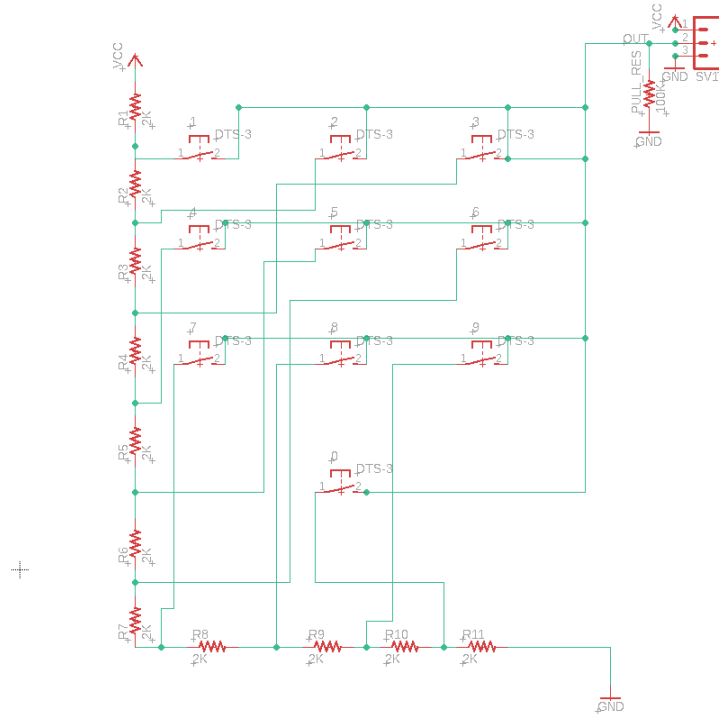 VCC
OUT
VCC
1
2
3
GND
SV1
PULL_RES
100K
GND
R1
2K
1
DTS-3
1
2
2
DTS-3
1
2
3
DTS-3
1
2
R2
2K
4
DTS-3
1
2
5
DTS-3
1
2
6
DTS-3
1
2
R3
2K
7
DTS-3
1
2
8
DTS-3
1
2
9
DTS-3
1
2
R4
2K
R5
2K
0
DTS-3
1
2
R6
2K
R7
2K
R8
2K
R9
2K
R10
2K
R11
2K
GND